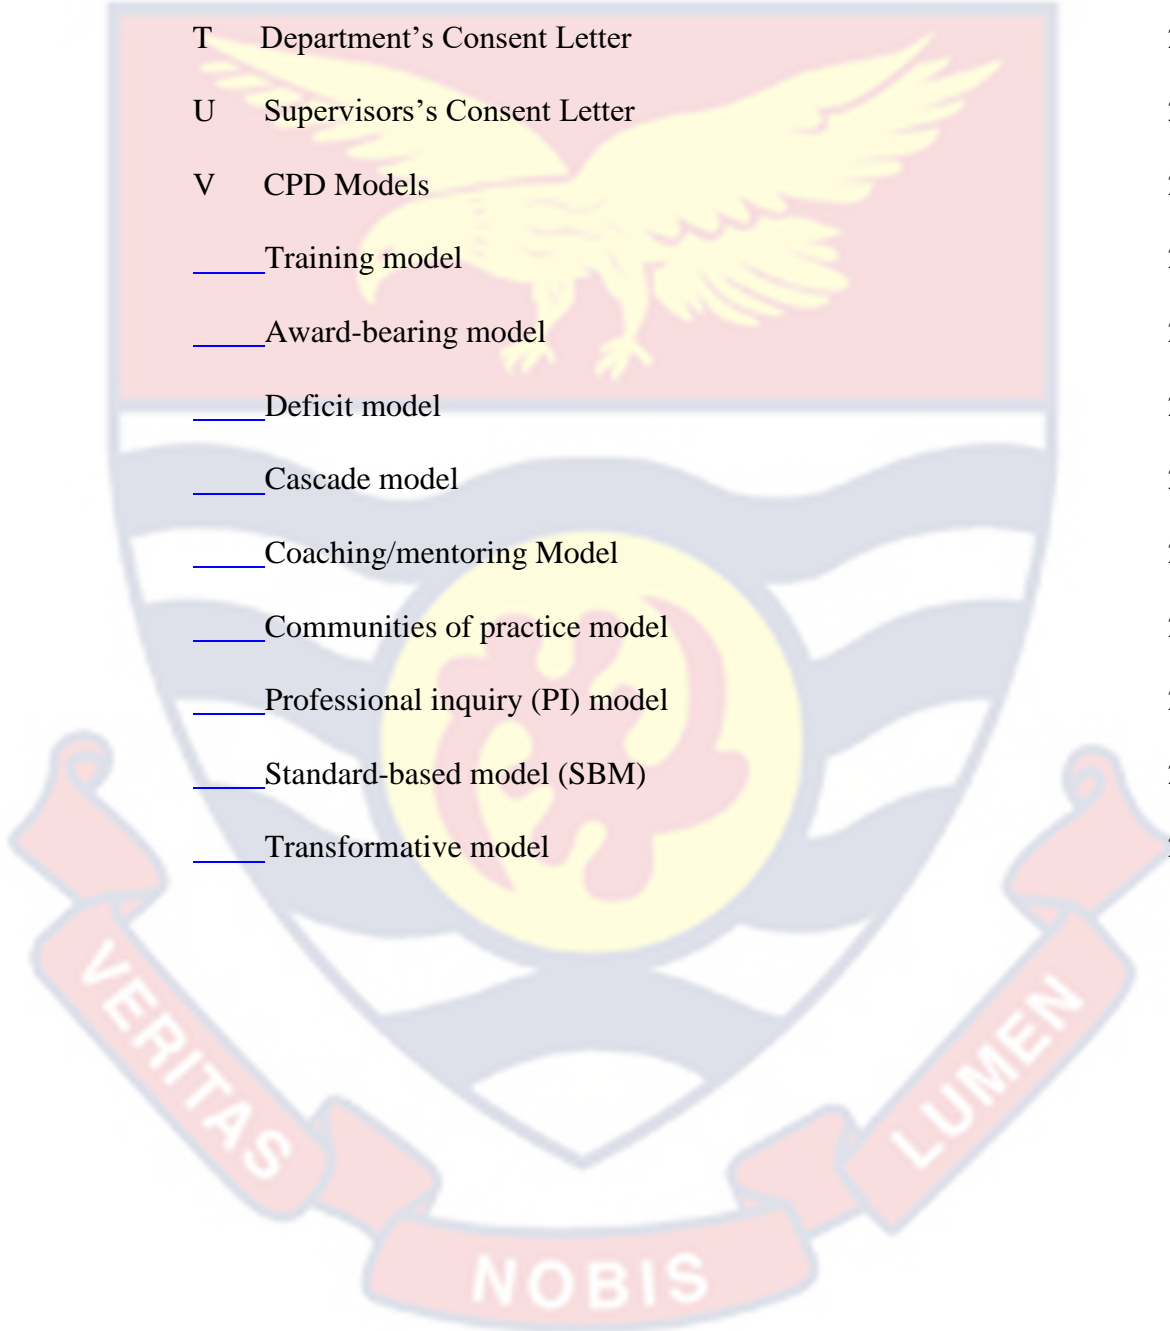 T Department's Consent Letter
U Supervisors's Consent Letter
V CPD Models
Training model
Award-bearing model
Deficit model
Cascade model
Coaching/mentoring Model
Communities of practice model
Professional inquiry (PI) model
Standard-based model (SBM)
Transformative model
VERITAS
NOBIS
LUMEN